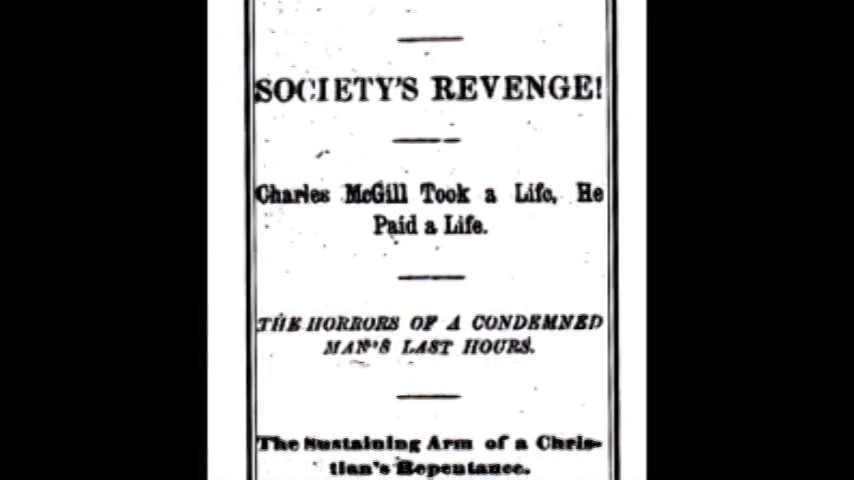 SOCIETY'S REVENGE!
Charles McGill Took a Life, He
Paid a Life.
THE HORRORS OF A CONDEMNED
MAN'S LAST HOURS.
The Sustaining Arm of a Chris-
tian's Repentance.